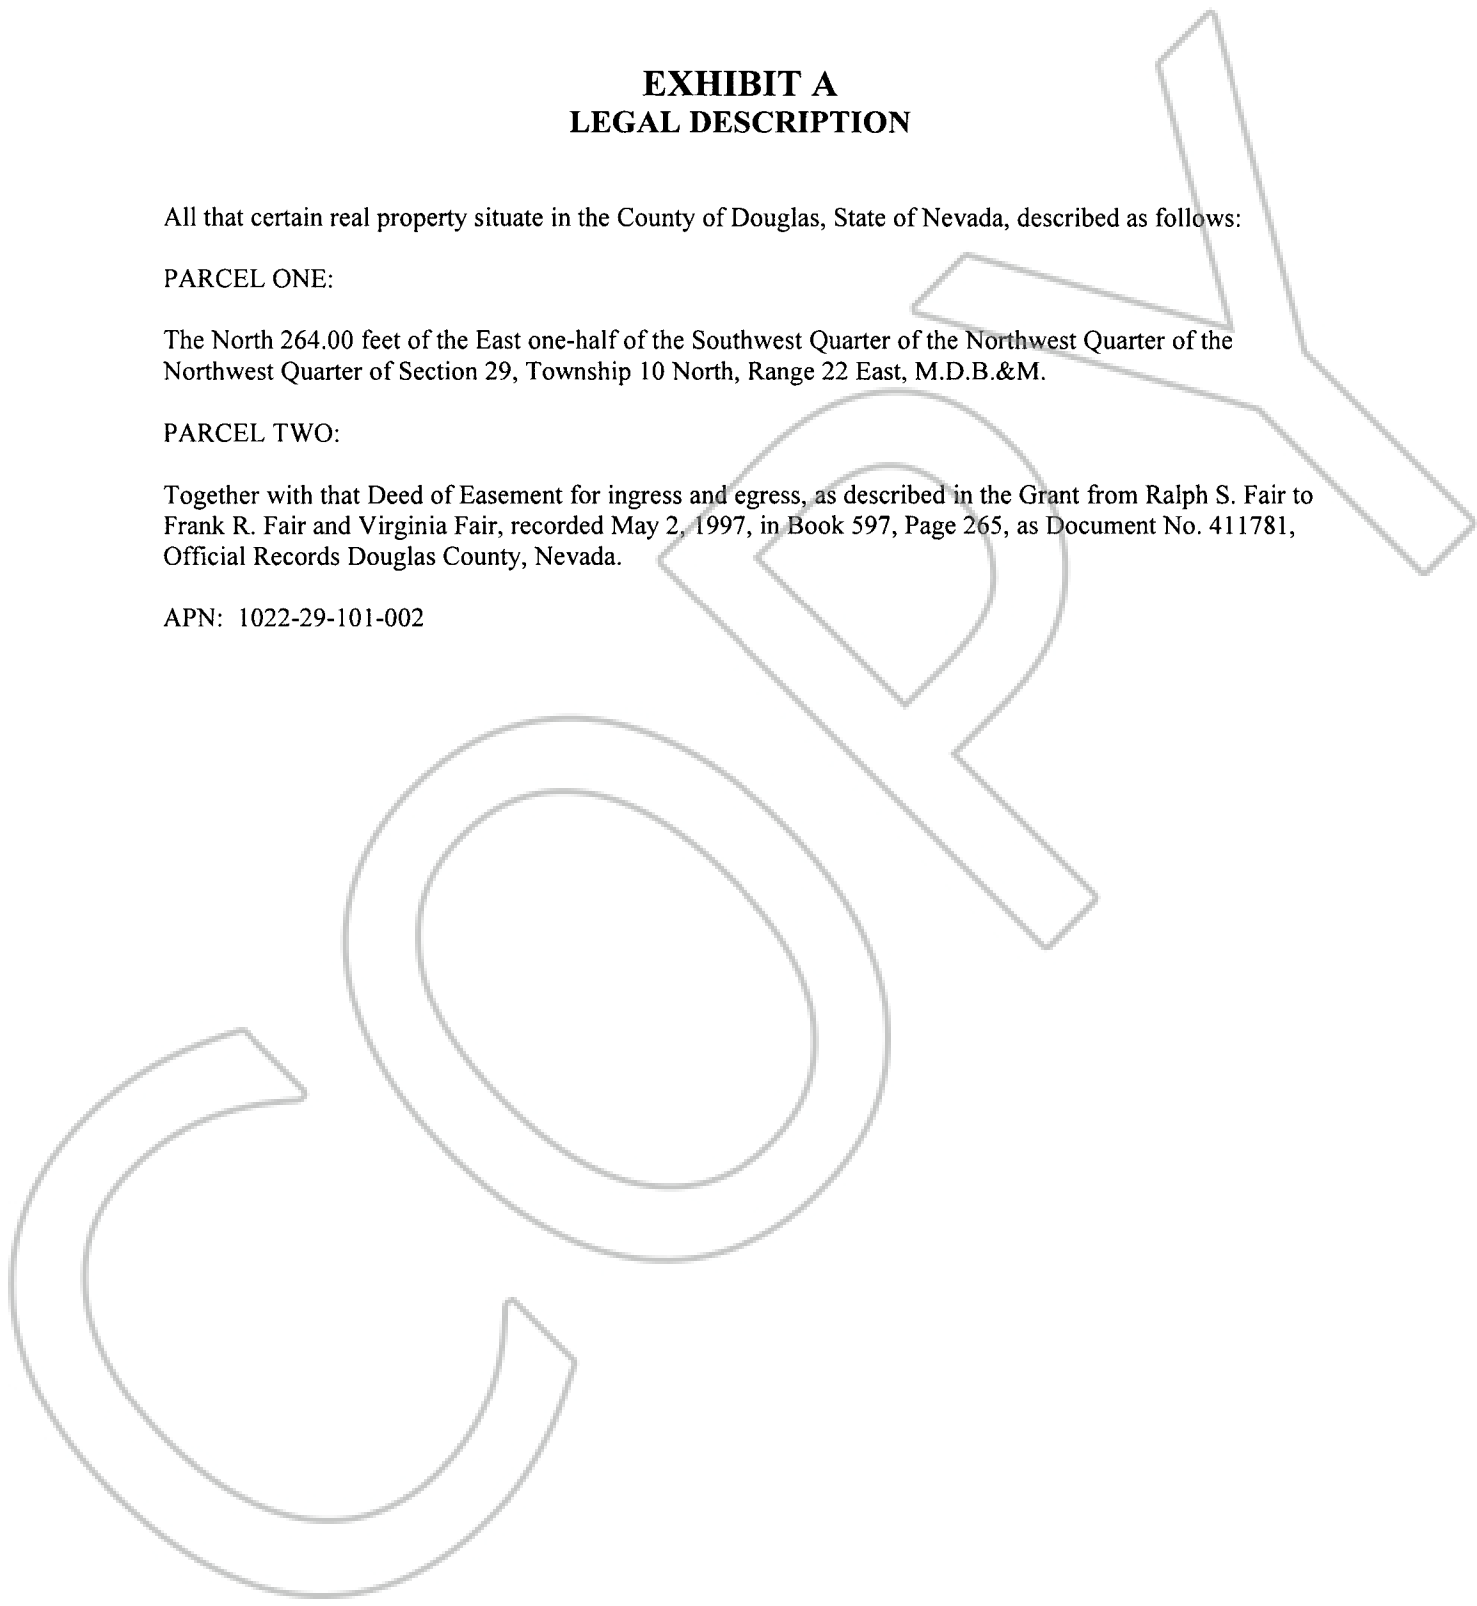 EXHIBIT A
LEGAL DESCRIPTION
All that certain real property situate in the County of Douglas, State of Nevada, described as follows:
PARCEL ONE:
The North 264.00 feet of the East one-half of the Southwest Quarter of the Northwest Quarter of the
Northwest Quarter of Section 29, Township 10 North, Range 22 East, M.D.B.&M.
PARCEL TWO:
Together with that Deed of Easement for ingress and egress, as described in the Grant from Ralph S. Fair to
Frank R. Fair and Virginia Fair, recorded May 2, 1997, in Book 597, Page 265, as Document No. 411781,
Official Records Douglas County, Nevada.
APN: 1022-29-101-002
COPY